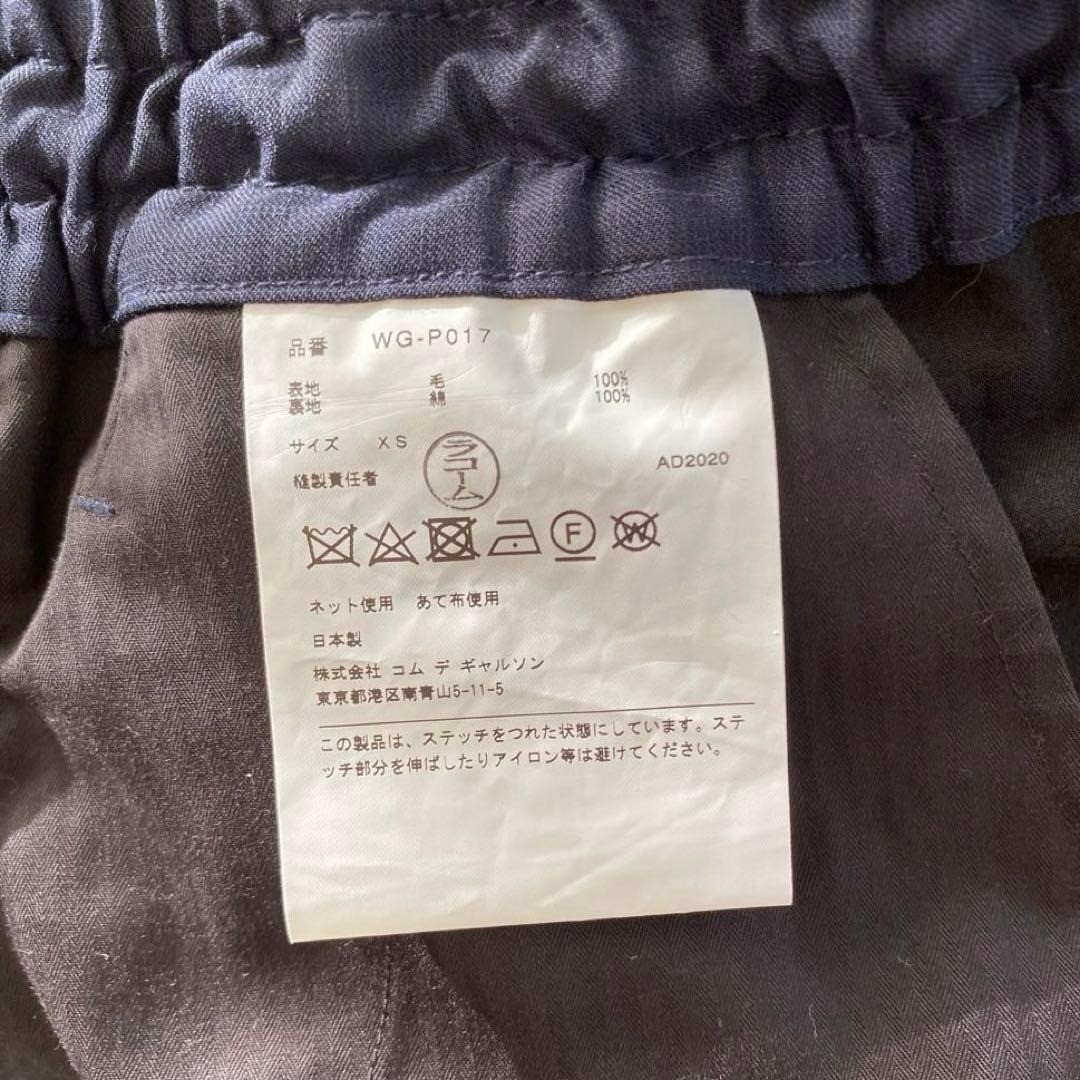 品番 WG-P017
表地 毛 100%
裏地 綿 100%
サイズ XS
AD2020
縫製責任者 ラコーム
F W
ネット使用 あて布使用
日本製
株式会社 コム デ ギャルソン
東京都港区南青山5-11-5
この製品は、ステッチをつれた状態にしています。ステ
ッチ部分を伸ばしたりアイロン等は避けてください。